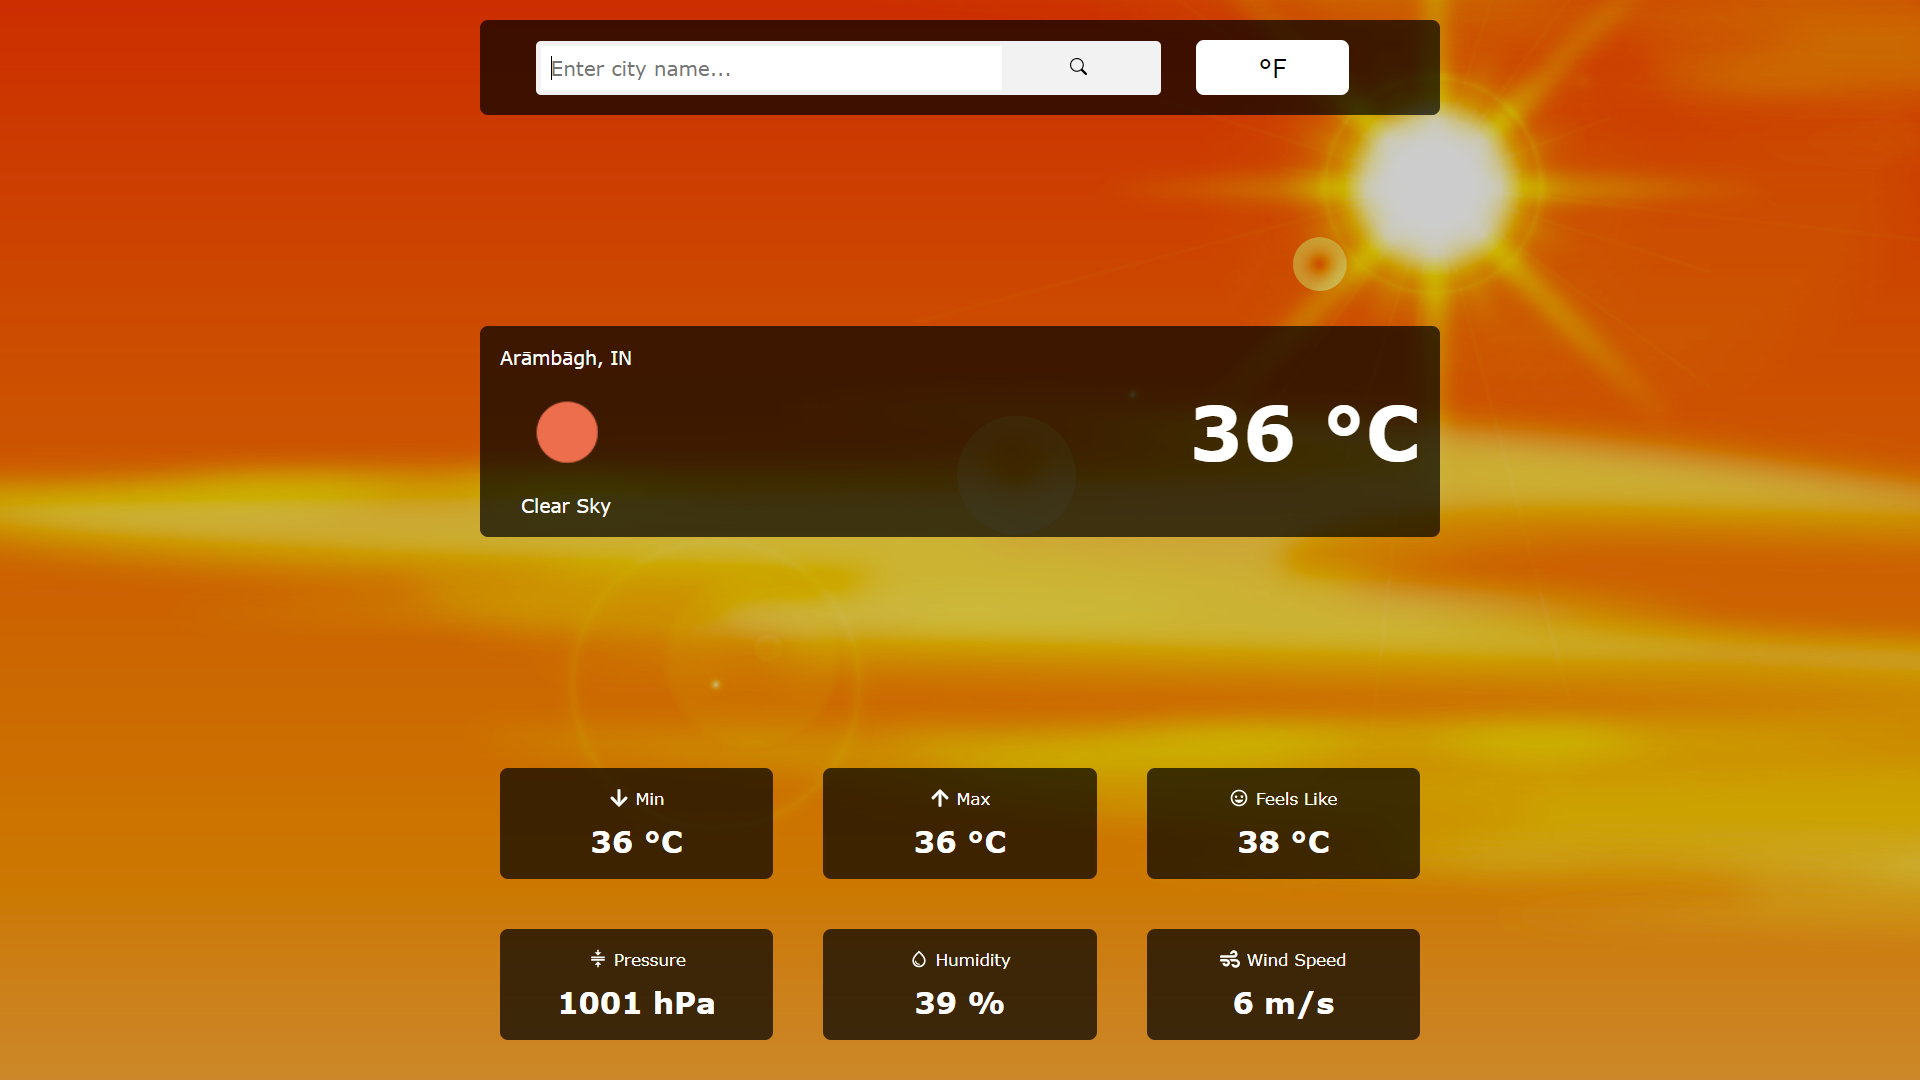 Enter city name...
°F
Arāmbāgh, IN
36 °C
Clear Sky
Min
36 °C
Max
36 °C
Feels Like
38 °C
Pressure
1001 hPa
Humidity
39 %
Wind Speed
6 m/s